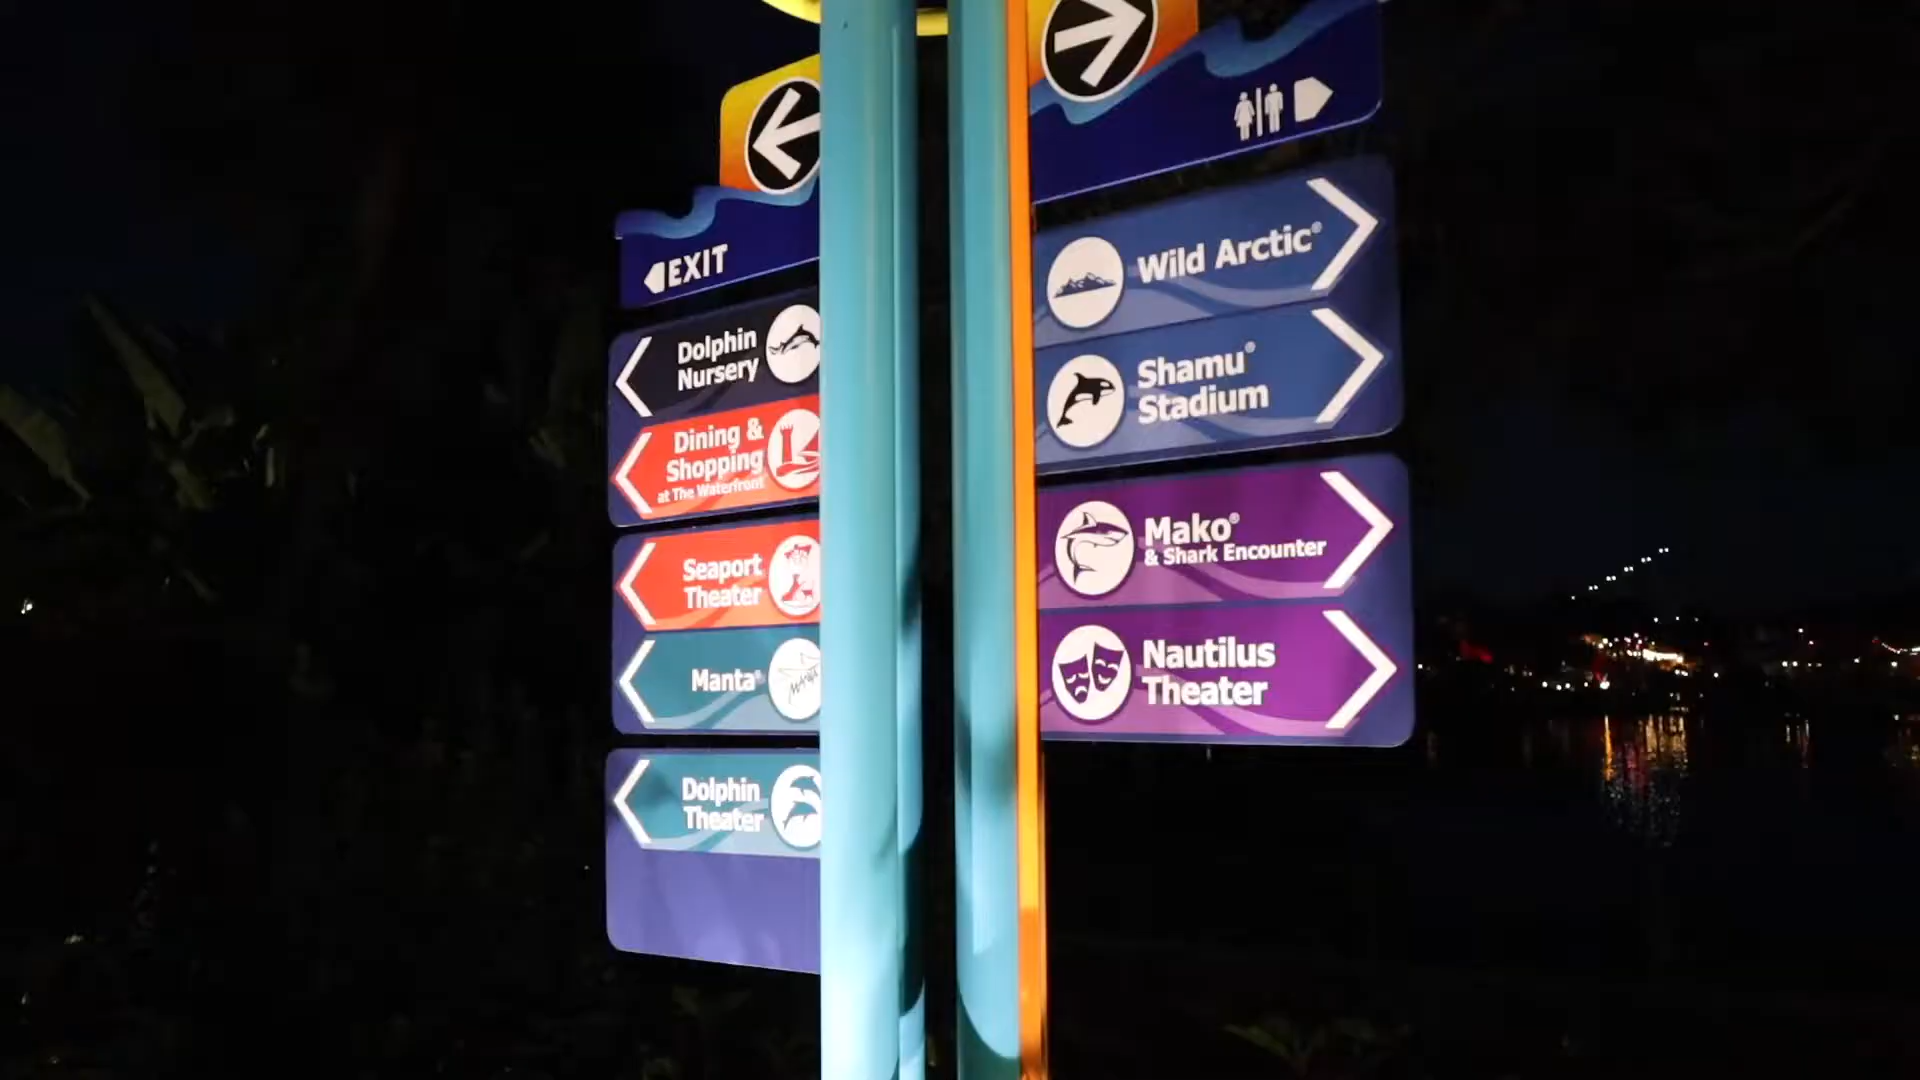 EXIT
Dolphin
Nursery
Dining &
Shopping
at The Waterfront
Seaport
Theater
Manta®
MANTA
Dolphin
Theater
Wild Arctic®
Shamu®
Stadium
Mako®
& Shark Encounter
Nautilus
Theater